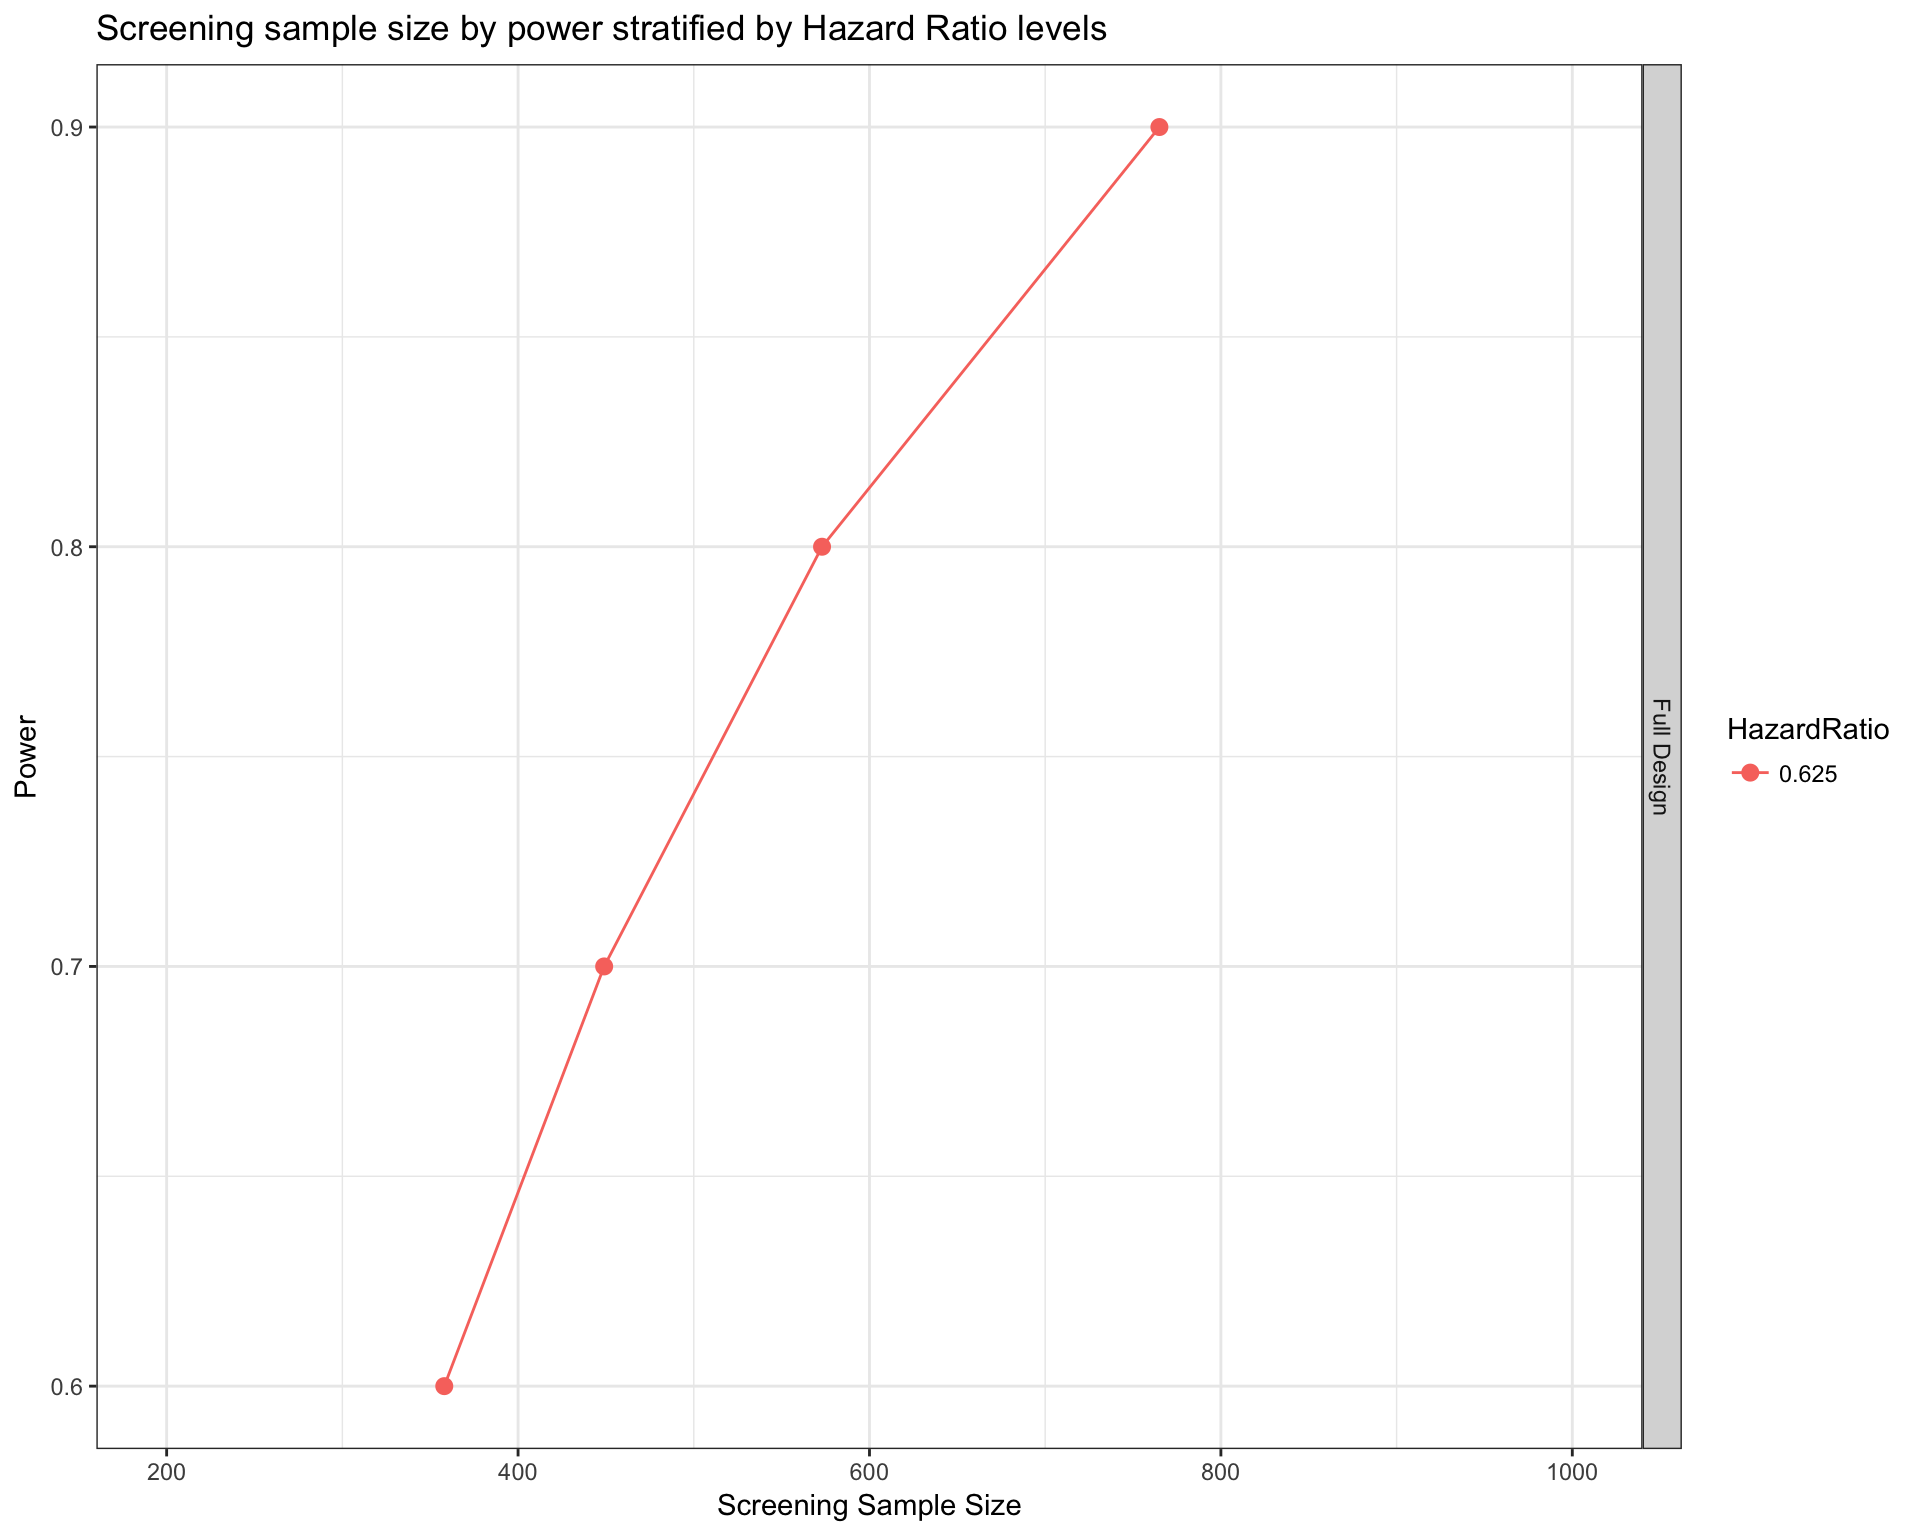 Screening sample size by power stratified by Hazard Ratio levels
0.9
0.8
0.7
0.6
Power
200 400 600 800 1000
Screening Sample Size
Full Design
HazardRatio
0.625